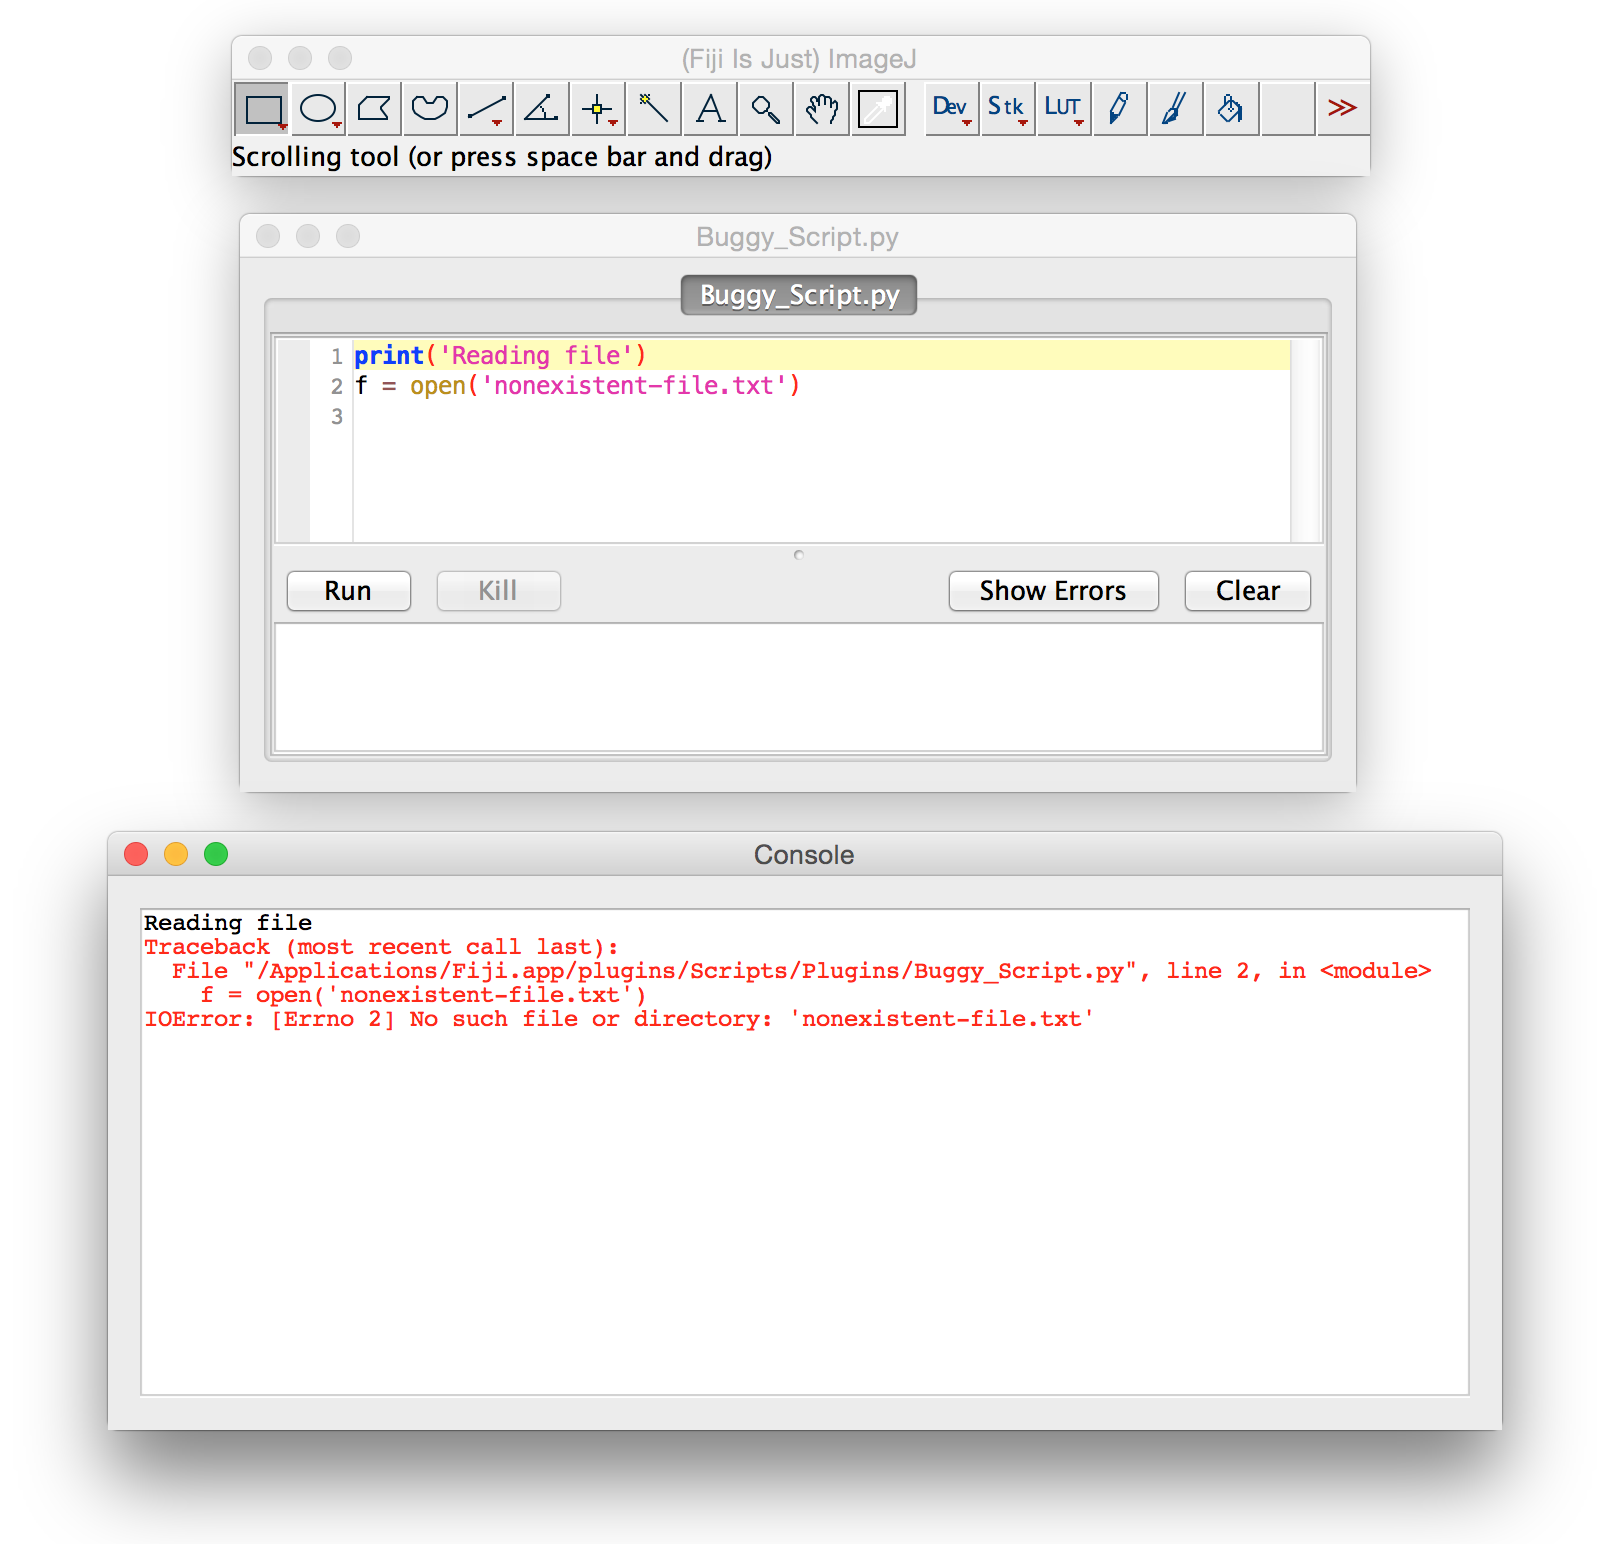 (Fiji Is Just) ImageJ
A Dev Stk LUT >>
Scrolling tool (or press space bar and drag)
Buggy_Script.py
Buggy_Script.py
1 print('Reading file')
2 f = open('nonexistent-file.txt')
3
Run Kill Show Errors Clear
Console
Reading file
Traceback (most recent call last):
  File "/Applications/Fiji.app/plugins/Scripts/Plugins/Buggy_Script.py", line 2, in <module>
    f = open('nonexistent-file.txt')
IOError: [Errno 2] No such file or directory: 'nonexistent-file.txt'